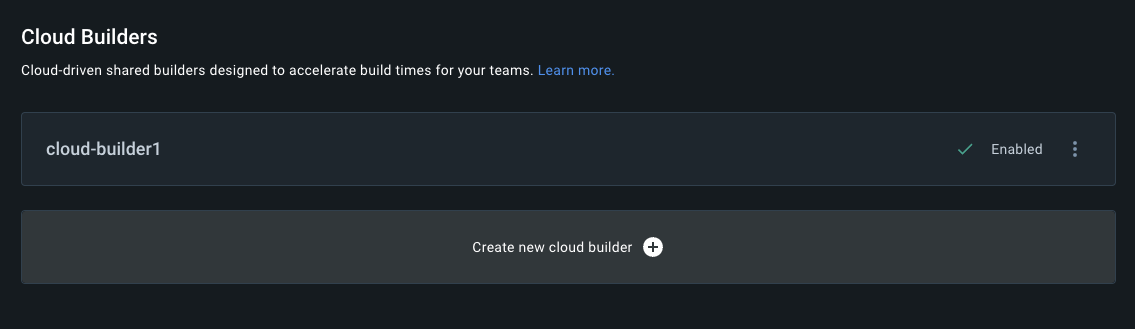 Cloud Builders
Cloud-driven shared builders designed to accelerate build times for your teams. Learn more.
cloud-builder1
Enabled
Create new cloud builder